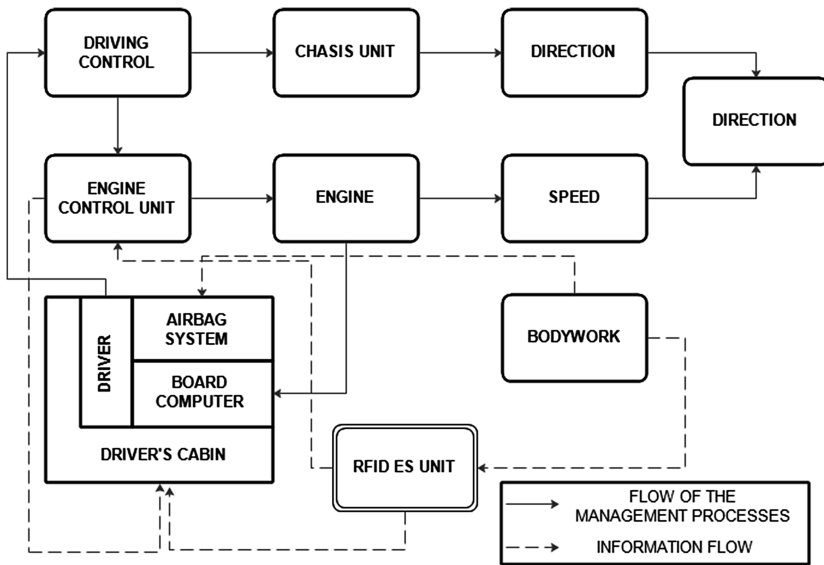 DRIVING
CONTROL
CHASIS UNIT
DIRECTION
DIRECTION
ENGINE
CONTROL UNIT
ENGINE
SPEED
DRIVER
AIRBAG
SYSTEM
BOARD
COMPUTER
DRIVER'S CABIN
BODYWORK
RFID ES UNIT
FLOW OF THE
MANAGEMENT PROCESSES
INFORMATION FLOW